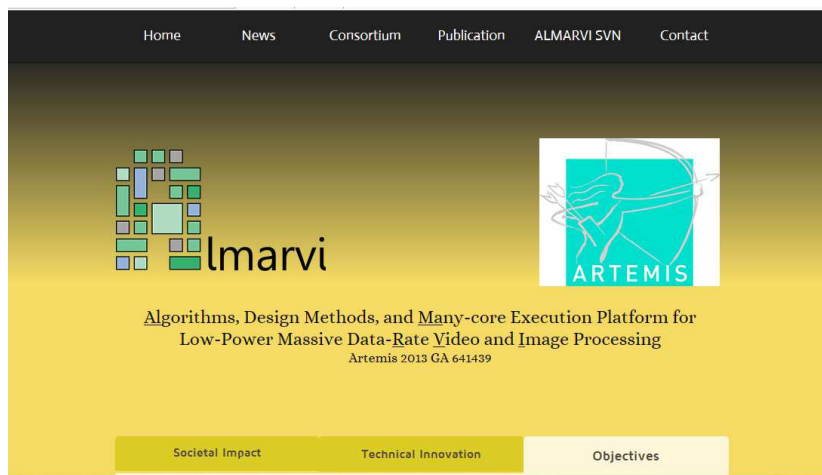 Home News Consortium Publication ALMARVI SVN Contact
lmarvi
ARTEMIS
Algorithms, Design Methods, and Many-core Execution Platform for
Low-Power Massive Data-Rate Video and Image Processing
Artemis 2013 GA 641439
Societal Impact Technical Innovation Objectives